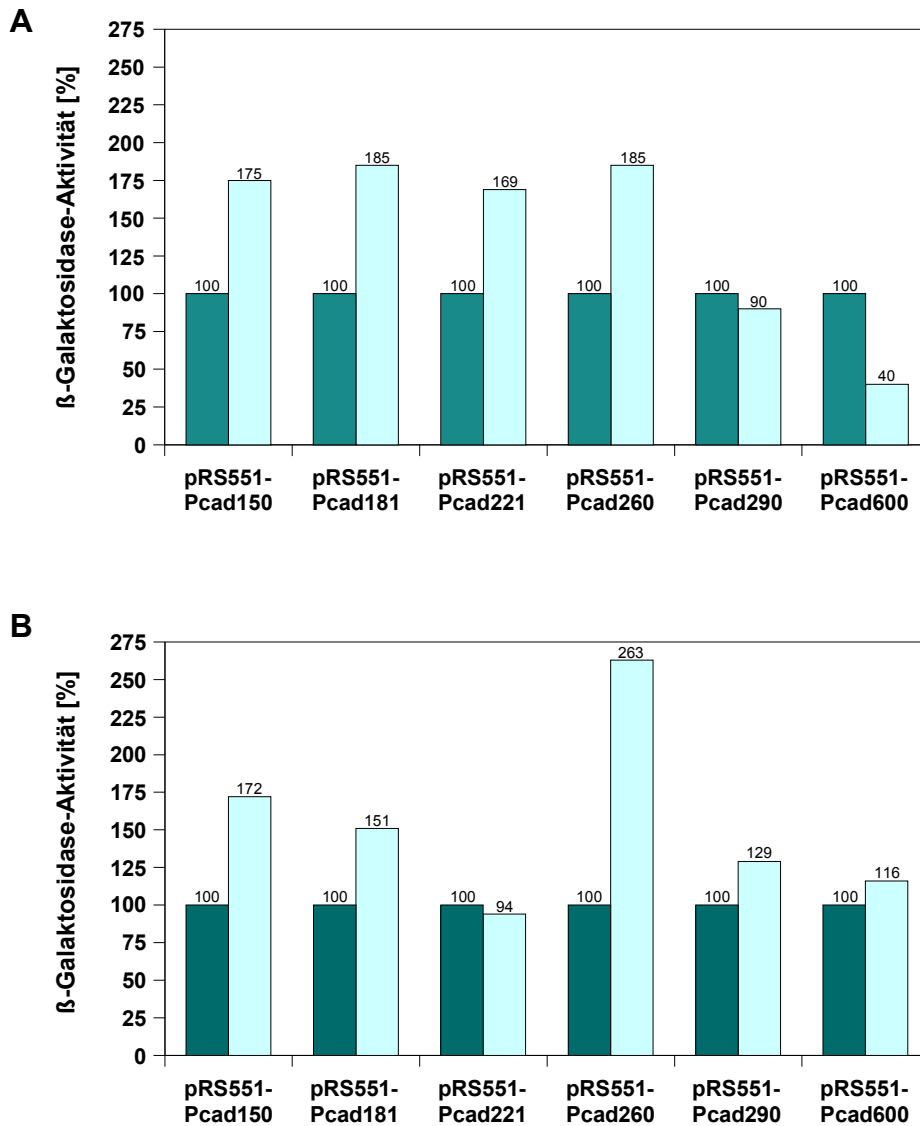 A
ß-Galaktosidase-Aktivität [%]
275
250
225
200
175
150
125
100
75
50
25
0
100 175 100 185 100 169 100 185 100 90 100 40
pRS551- pRS551- pRS551- pRS551- pRS551- pRS551-
Pcad150 Pcad181 Pcad221 Pcad260 Pcad290 Pcad600
B
ß-Galaktosidase-Aktivität [%]
275
250
225
200
175
150
125
100
75
50
25
0
100 172 100 151 100 94 100 263 100 129 100 116
pRS551- pRS551- pRS551- pRS551- pRS551- pRS551-
Pcad150 Pcad181 Pcad221 Pcad260 Pcad290 Pcad600